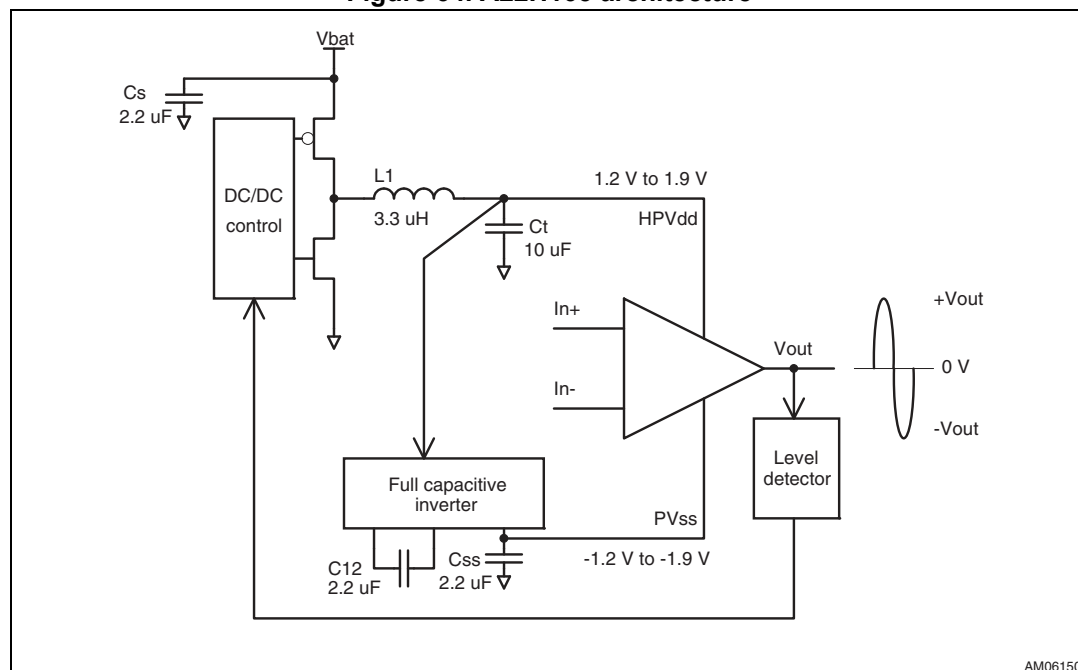 Vbat
Cs
2.2 uF
DC/DC
control
L1
3.3 uH
1.2 V to 1.9 V
HPVdd
Ct
10 uF
In+
In-
Vout
+Vout
0 V
-Vout
Level
detector
Full capacitive
inverter
PVss
-1.2 V to -1.9 V
C12
2.2 uF
Css
2.2 uF